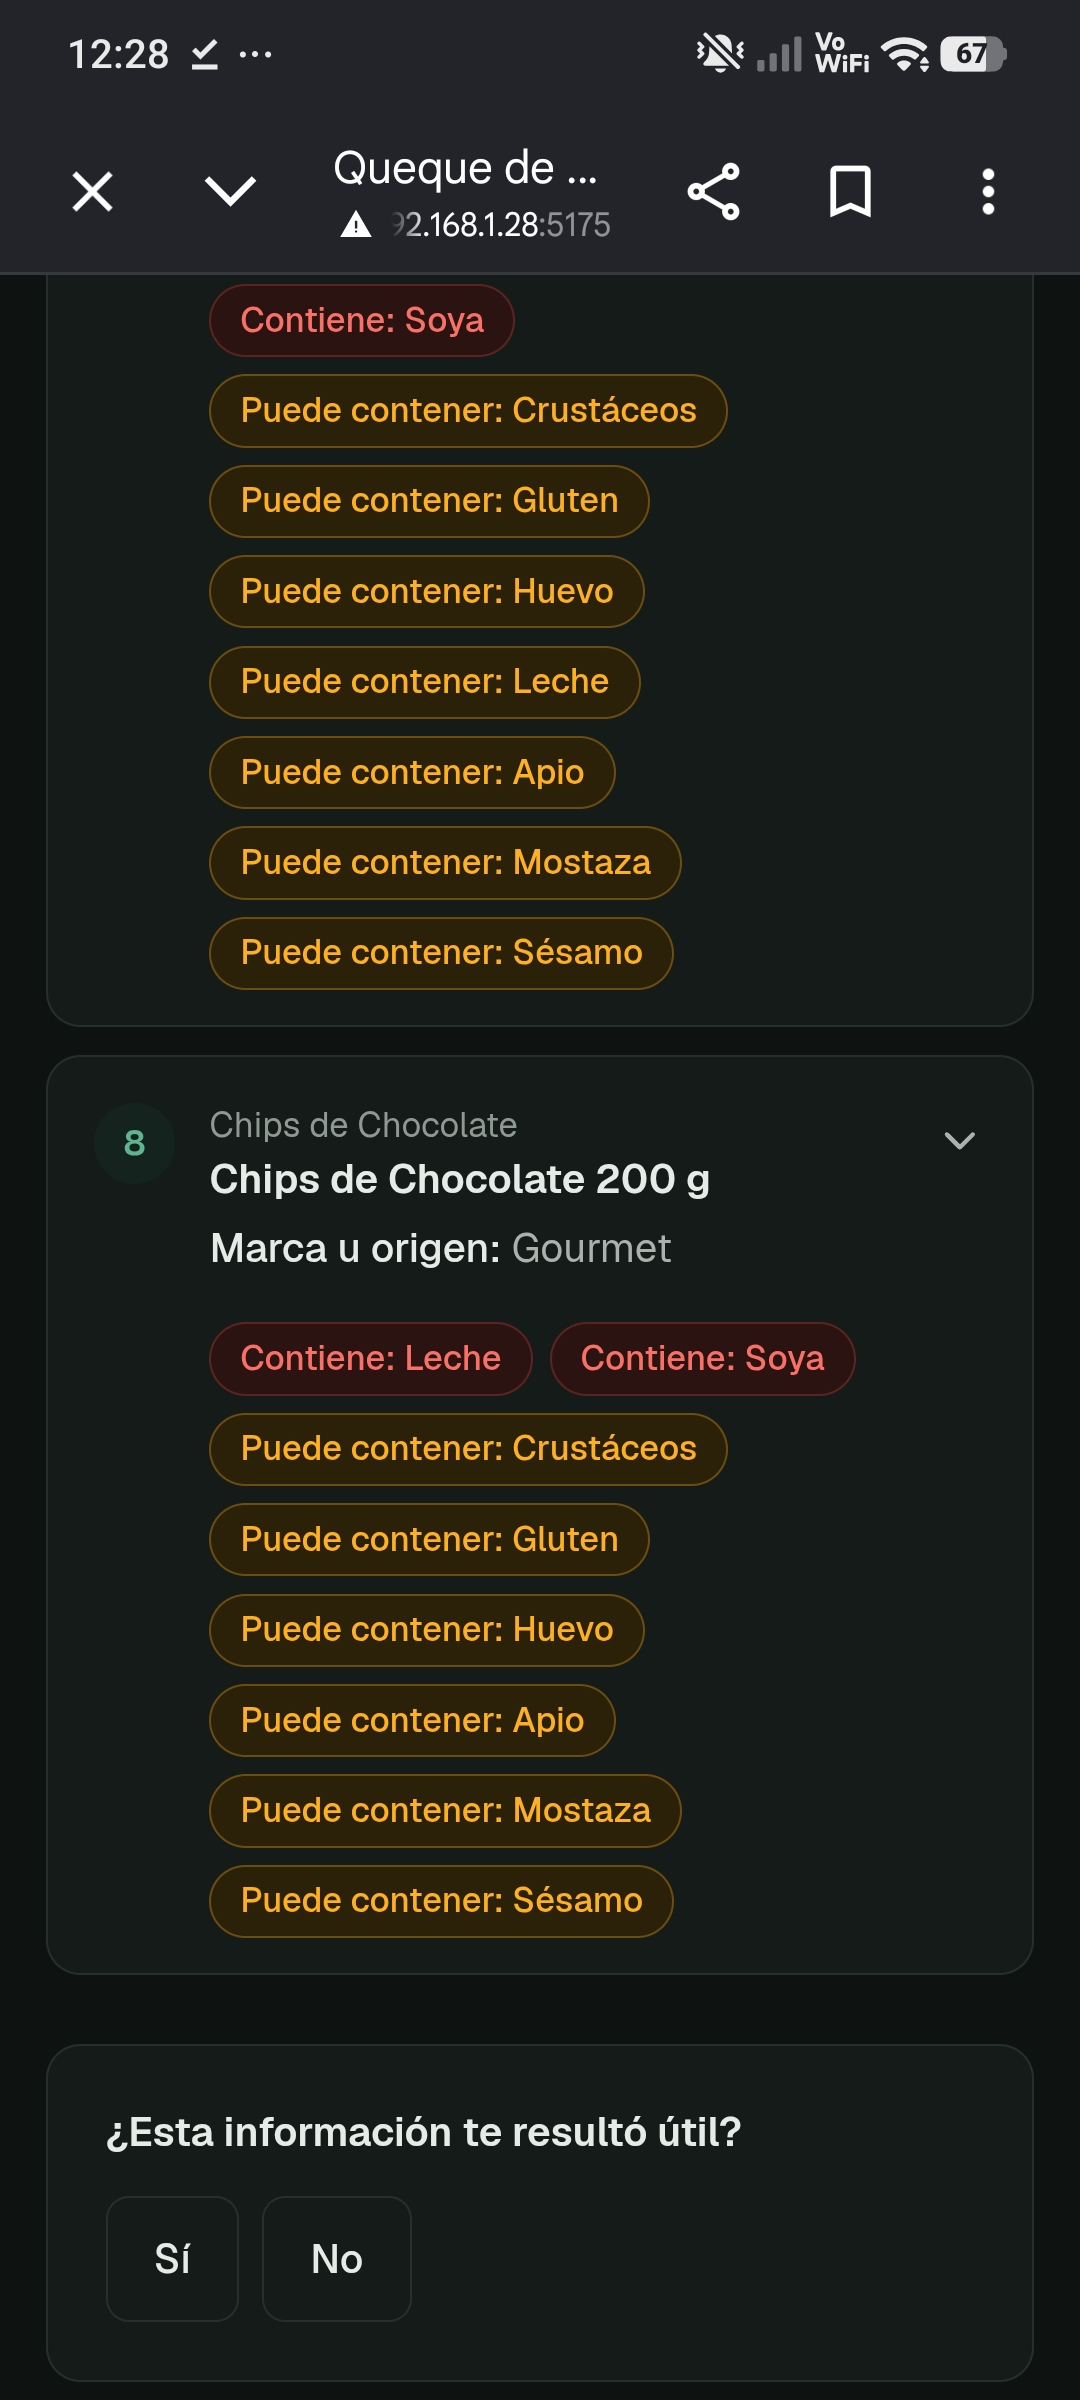 12:28
Vo
WiFi
67
Queque de ...
92.168.1.28:5175
Contiene: Soya
Puede contener: Crustáceos
Puede contener: Gluten
Puede contener: Huevo
Puede contener: Leche
Puede contener: Apio
Puede contener: Mostaza
Puede contener: Sésamo
8
Chips de Chocolate
Chips de Chocolate 200 g
Marca u origen: Gourmet
Contiene: Leche
Contiene: Soya
Puede contener: Crustáceos
Puede contener: Gluten
Puede contener: Huevo
Puede contener: Apio
Puede contener: Mostaza
Puede contener: Sésamo
¿Esta información te resultó útil?
Sí
No